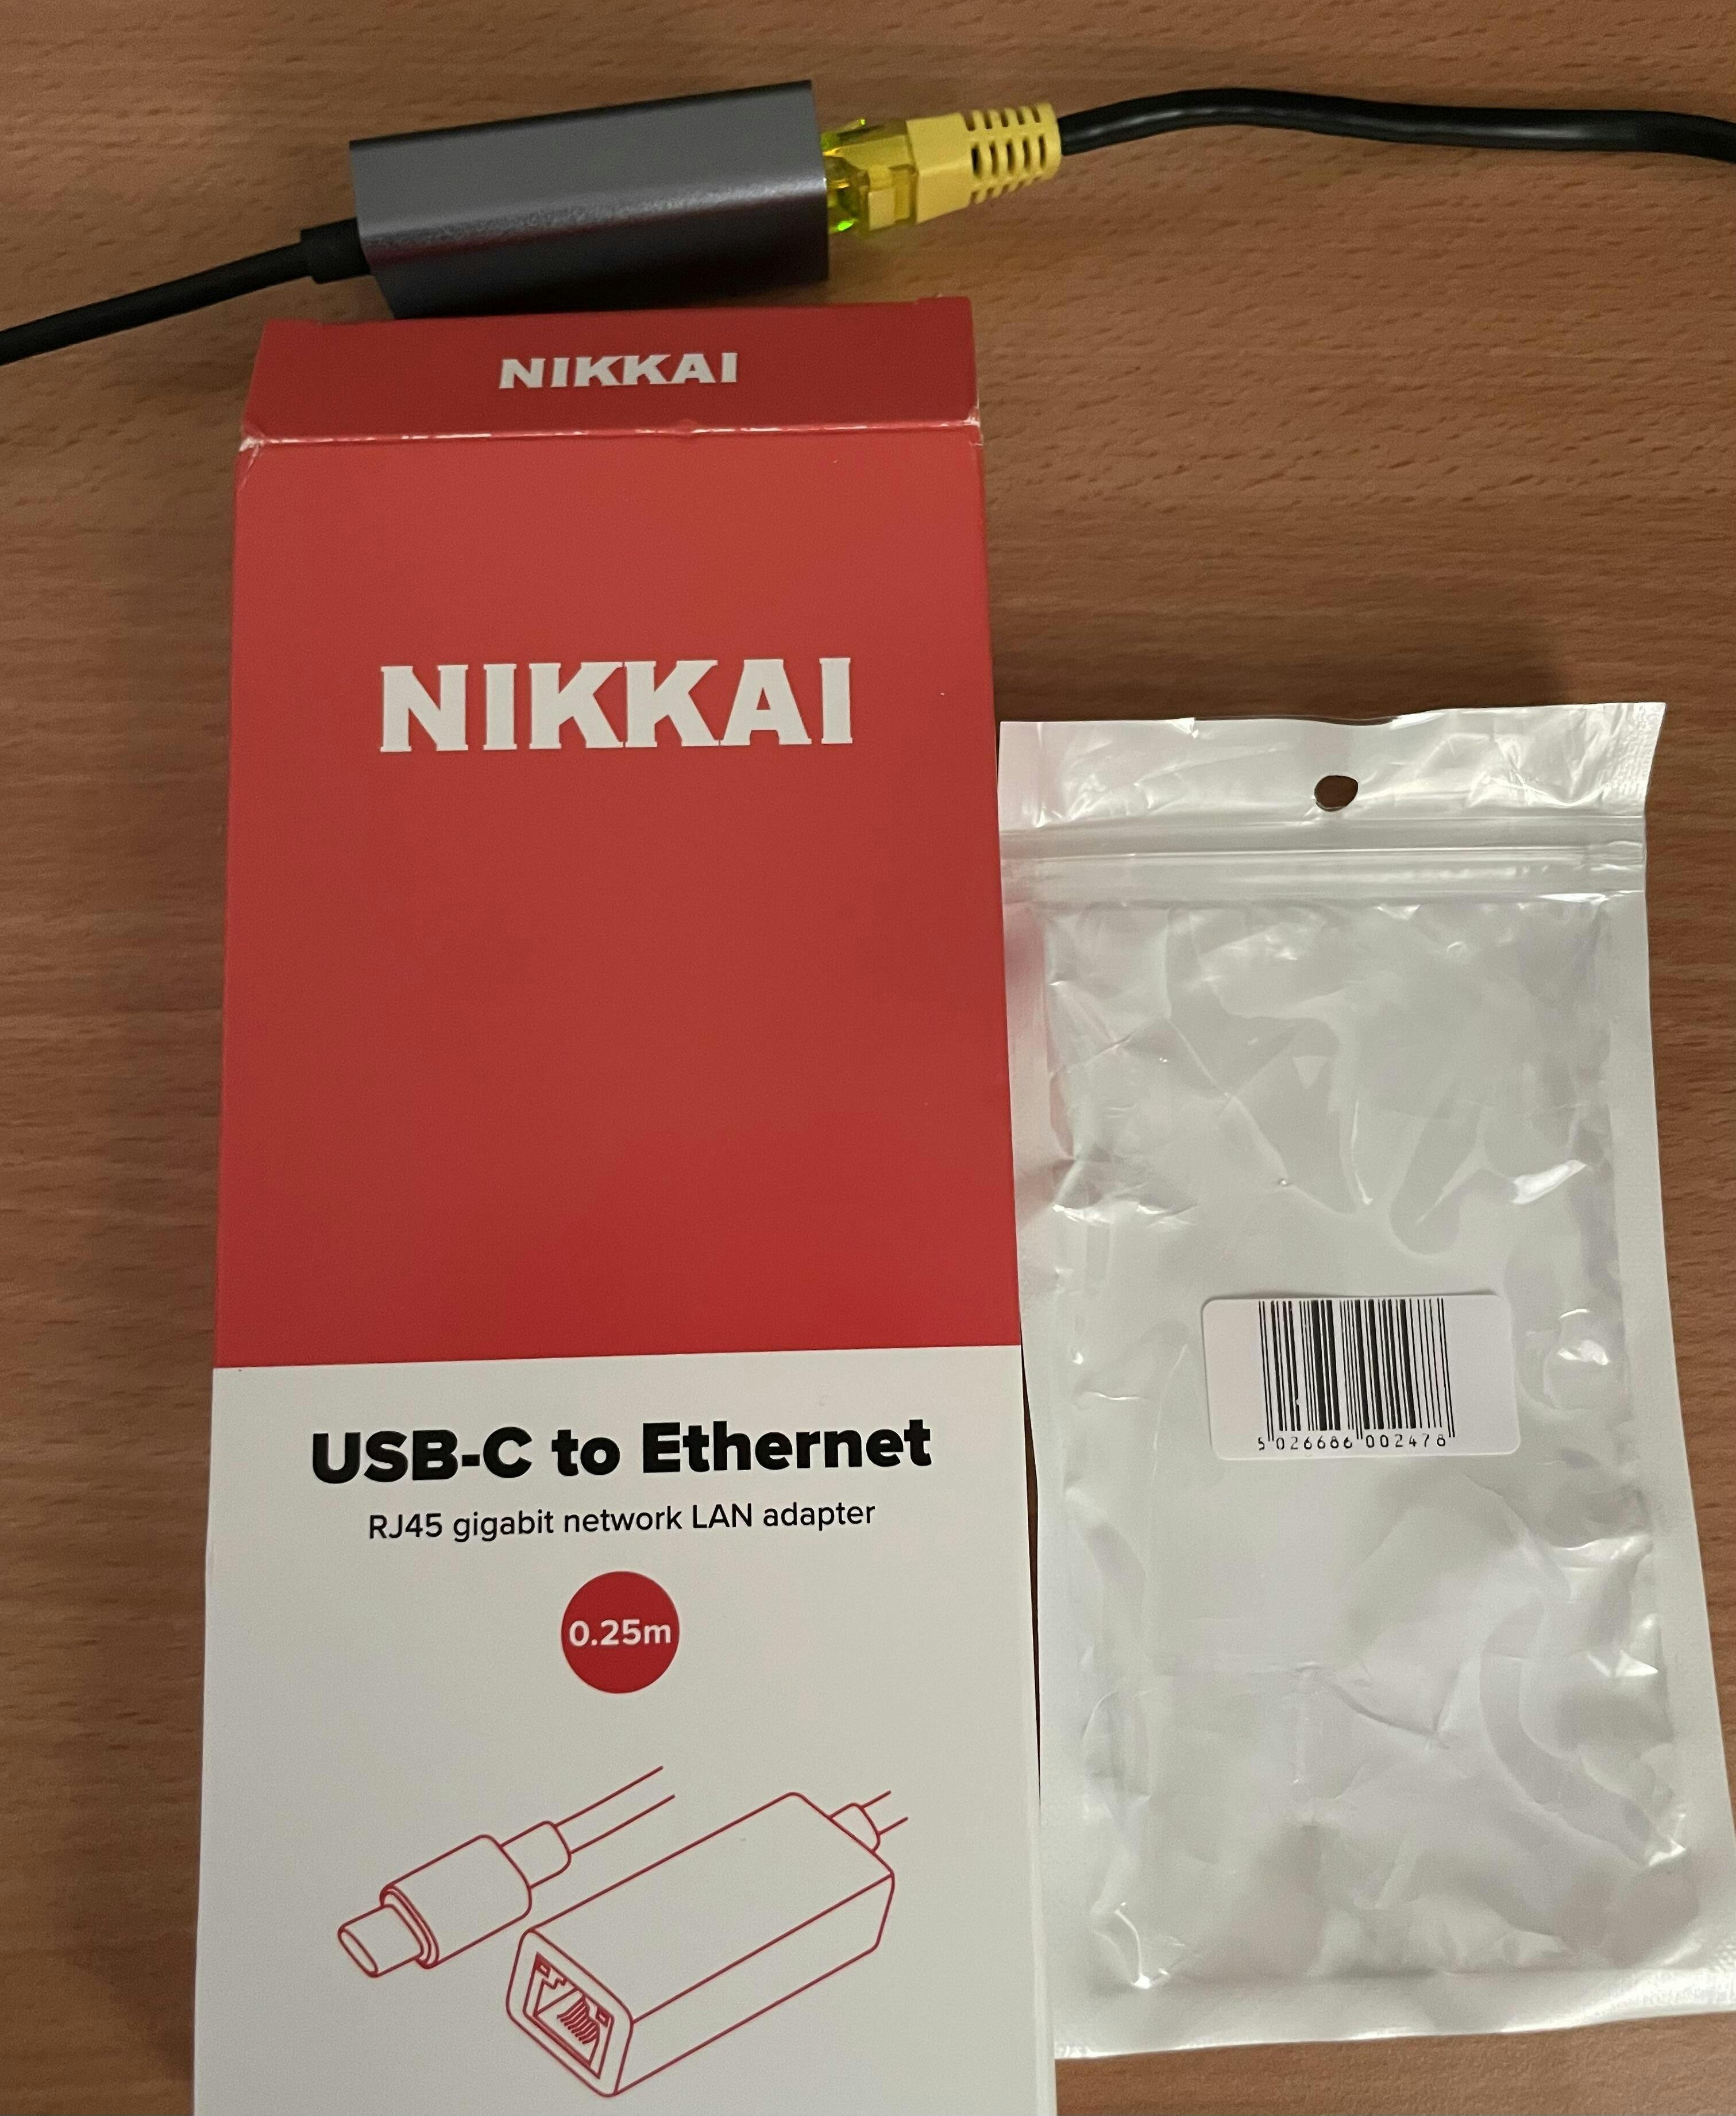 NIKKAI
NIKKAI
USB-C to Ethernet
RJ45 gigabit network LAN adapter
0.25m
5 026686 002478